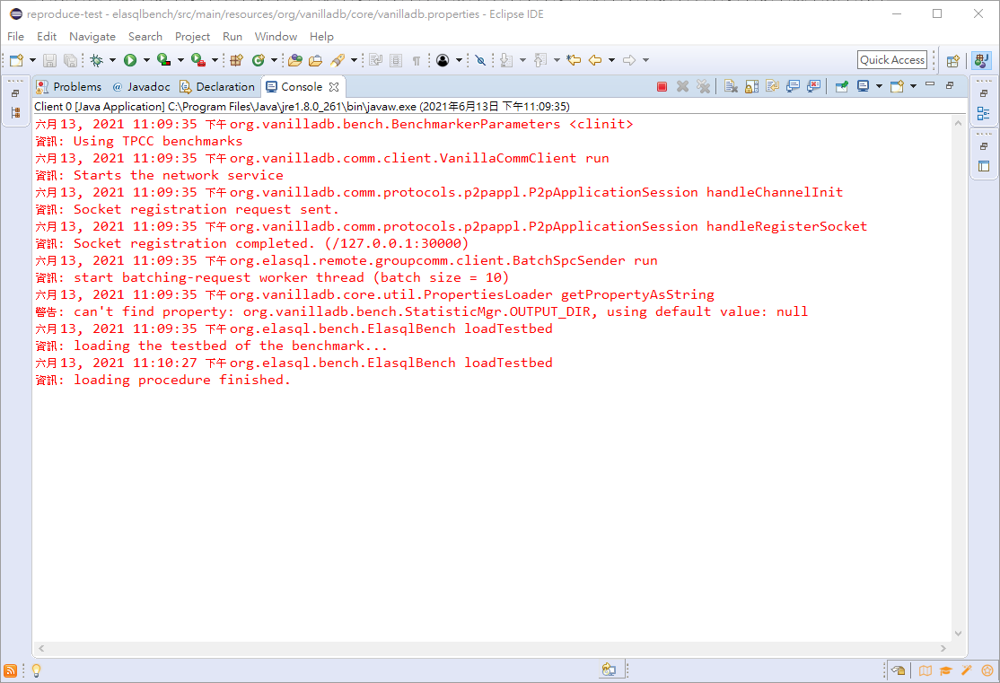 reproduce-test - elasqlbench/src/main/resources/org/vanilladb/core/vanilladb.properties - Eclipse IDE
File Edit Navigate Search Project Run Window Help
Quick Access
Problems @ Javadoc Declaration Console
Client 0 [Java Application] C:\Program Files\Java\jre1.8.0_261\bin\javaw.exe (2021年6月13日 下午11:09:35)
六月 13, 2021 11:09:35 下午 org.vanilladb.bench.BenchmarkerParameters <clinit>
資訊: Using TPCC benchmarks
六月 13, 2021 11:09:35 下午 org.vanilladb.comm.client.VanillaCommClient run
資訊: Starts the network service
六月 13, 2021 11:09:35 下午 org.vanilladb.comm.protocols.p2pappl.P2pApplicationSession handleChannelInit
資訊: Socket registration request sent.
六月 13, 2021 11:09:35 下午 org.vanilladb.comm.protocols.p2pappl.P2pApplicationSession handleRegisterSocket
資訊: Socket registration completed. (/127.0.0.1:30000)
六月 13, 2021 11:09:35 下午 org.elasql.remote.groupcomm.client.BatchSpcSender run
資訊: start batching-request worker thread (batch size = 10)
六月 13, 2021 11:09:35 下午 org.vanilladb.core.util.PropertiesLoader getPropertyAsString
警告: can't find property: org.vanilladb.bench.StatisticMgr.OUTPUT_DIR, using default value: null
六月 13, 2021 11:09:35 下午 org.elasql.bench.ElasqlBench loadTestbed
資訊: loading the testbed of the benchmark...
六月 13, 2021 11:10:27 下午 org.elasql.bench.ElasqlBench loadTestbed
資訊: loading procedure finished.